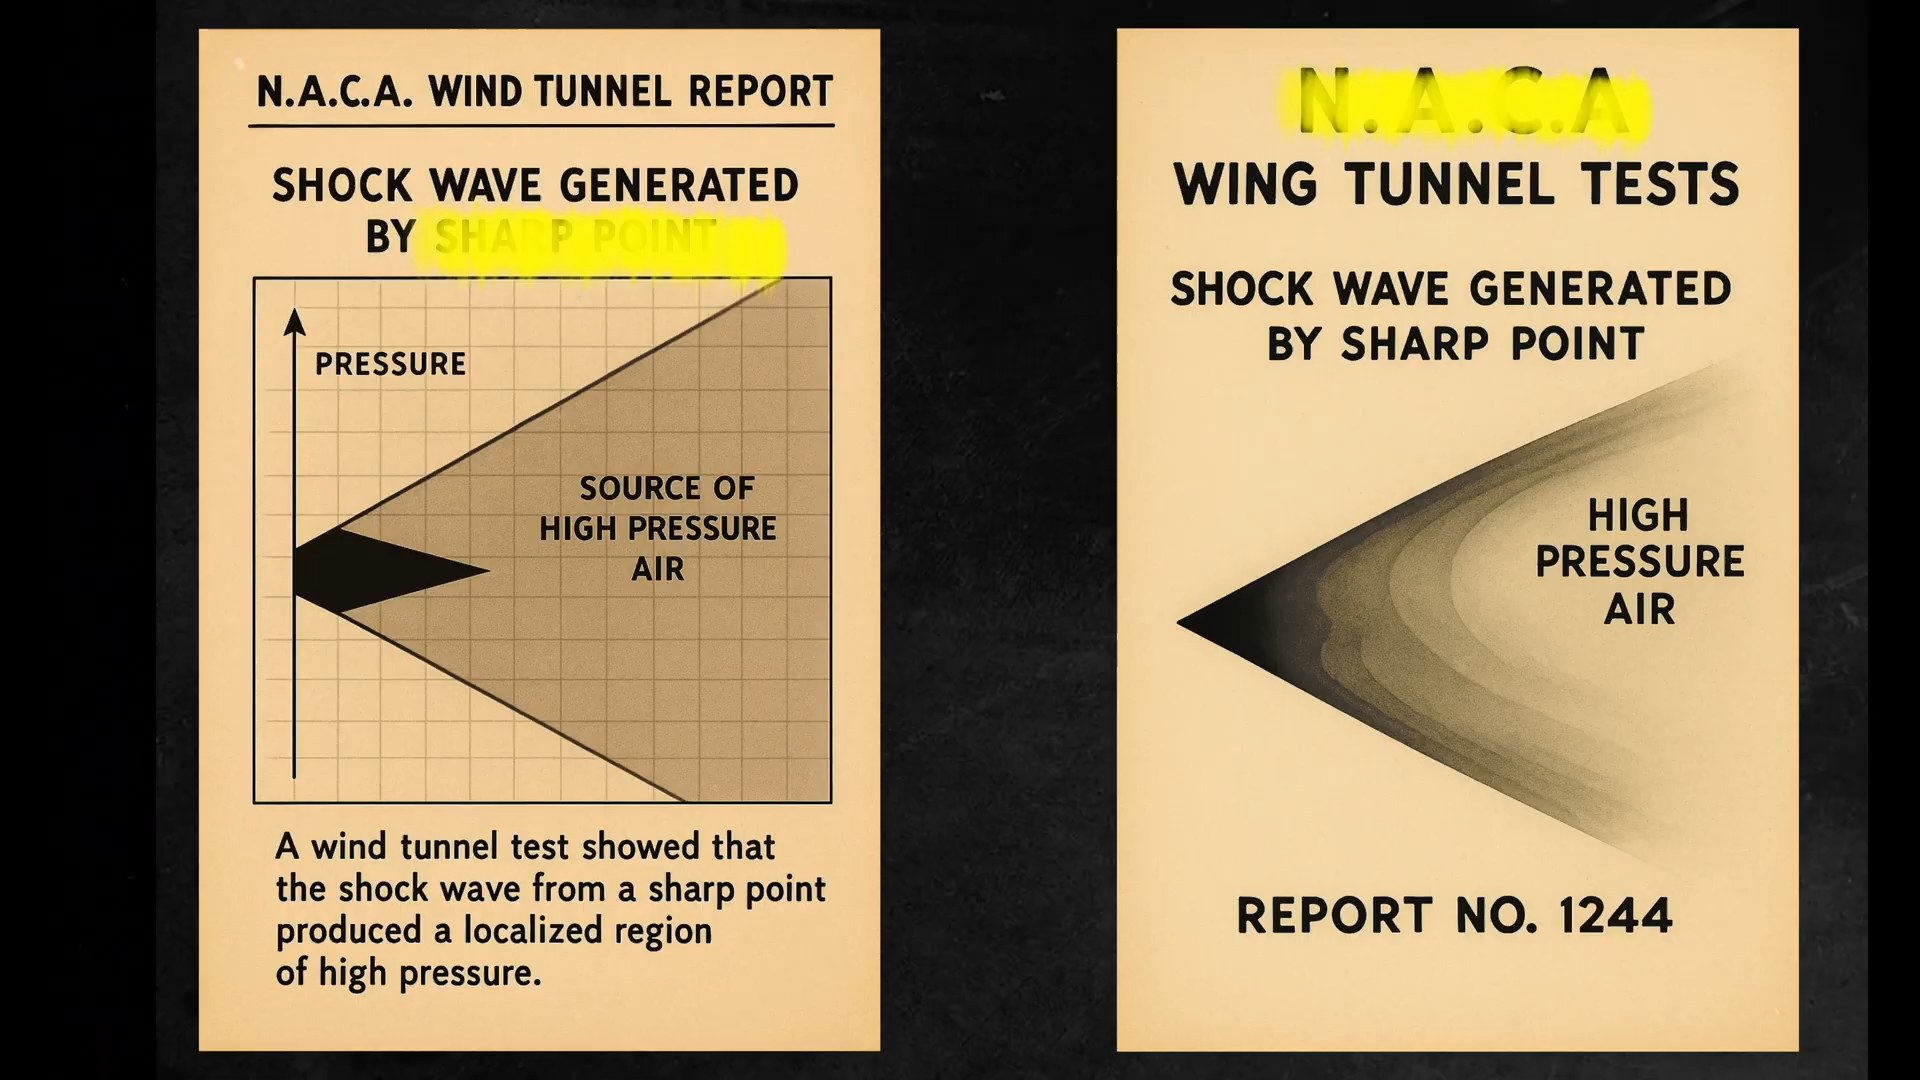 N.A.C.A. WIND TUNNEL REPORT
SHOCK WAVE GENERATED
BY SHARP POINT
PRESSURE
SOURCE OF
HIGH PRESSURE
AIR
A wind tunnel test showed that
the shock wave from a sharp point
produced a localized region
of high pressure.
N.A.C.A
WING TUNNEL TESTS
SHOCK WAVE GENERATED
BY SHARP POINT
HIGH
PRESSURE
AIR
REPORT NO. 1244